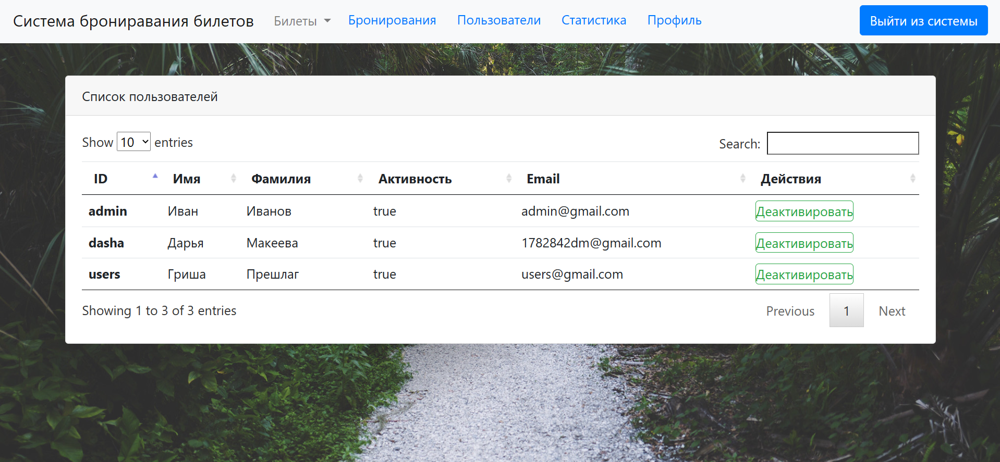 Система брониравания билетов Билеты Бронирования Пользователи Статистика Профиль Выйти из системы
Список пользователей
Show 10 entries Search:
ID Имя Фамилия Активность Email Действия
admin Иван Иванов true admin@gmail.com Деактивировать
dasha Дарья Макеева true 1782842dm@gmail.com Деактивировать
users Гриша Прешлаг true users@gmail.com Деактивировать
Showing 1 to 3 of 3 entries Previous 1 Next